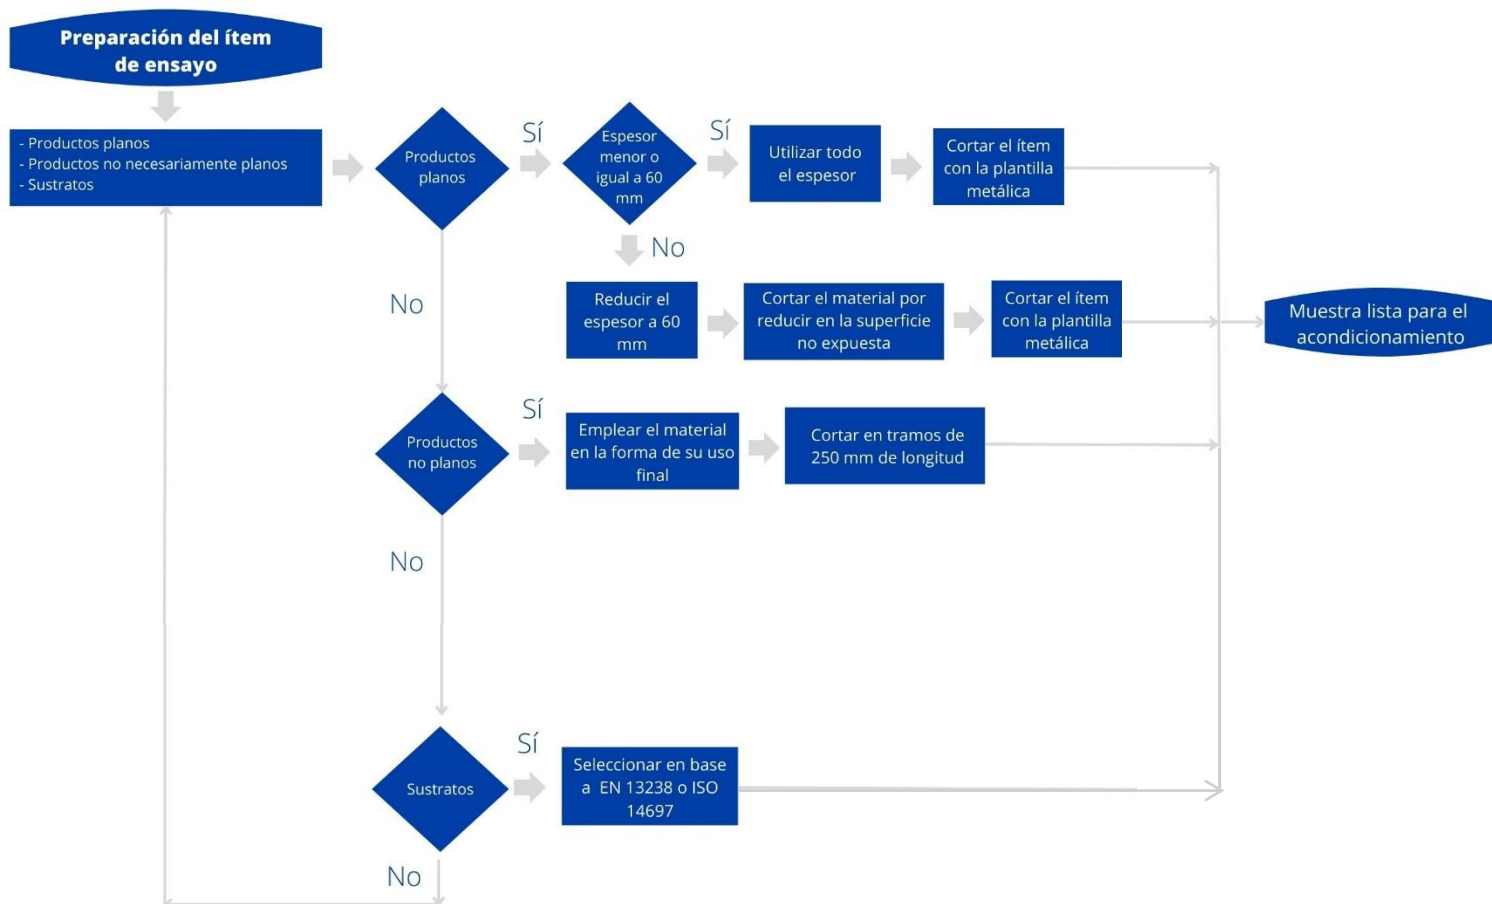 Preparación del ítem
de ensayo
- Productos planos
- Productos no necesariamente planos
- Sustratos
Productos
planos
Sí
Espesor
menor o
igual a 60
mm
Sí
Utilizar todo
el espesor
Cortar el ítem
con la plantilla
metálica
No
No
Reducir el
espesor a 60
mm
Cortar el material por
reducir en la superficie
no expuesta
Cortar el ítem
con la plantilla
metálica
Muestra lista para el
acondicionamiento
Productos
no planos
Sí
Emplear el material
en la forma de su uso
final
Cortar en tramos de
250 mm de longitud
No
Sustratos
Sí
Seleccionar en base
a EN 13238 o ISO
14697
No